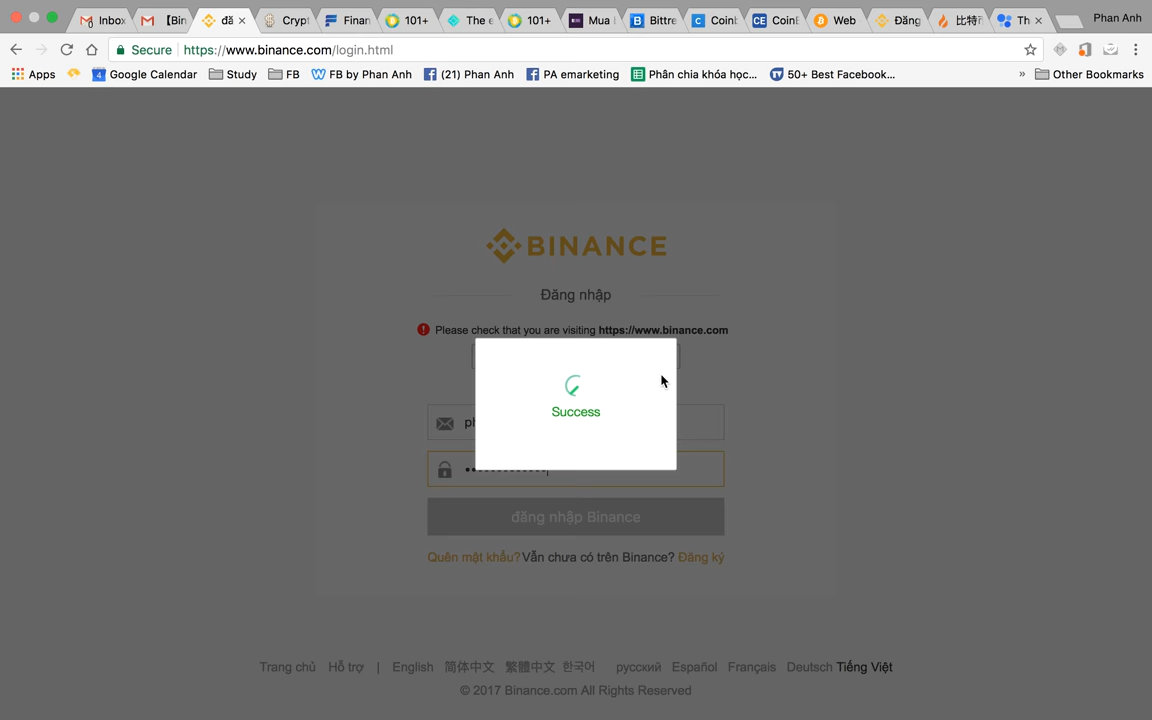 Inbox 【Bin đă Crypt Finan 101+ The e 101+ Mua Bittre Coinb CoinE Web Đăng 比特 Th Phan Anh
Secure https://www.binance.com/login.html
Apps Google Calendar Study FB FB by Phan Anh (21) Phan Anh PA emarketing Phân chia khóa học... 50+ Best Facebook... » Other Bookmarks
BINANCE
Đăng nhập
Please check that you are visiting https://www.binance.com
Success
ph
đăng nhập Binance
Quên mật khẩu? Vẫn chưa có trên Binance? Đăng ký
Trang chủ Hỗ trợ | English 简体中文 繁體中文 한국어 русский Español Français Deutsch Tiếng Việt
© 2017 Binance.com All Rights Reserved